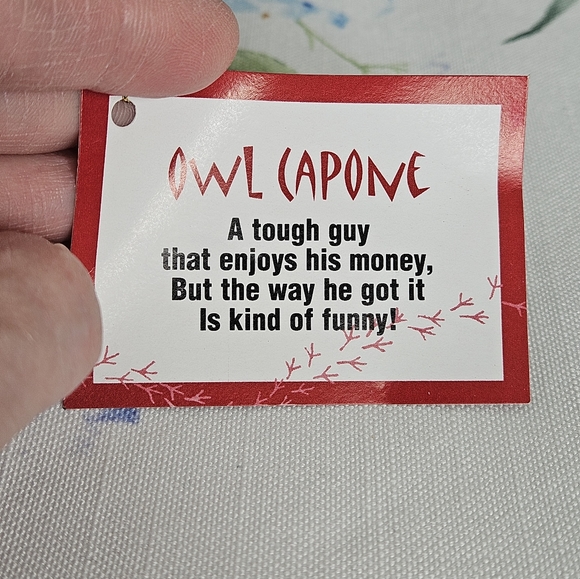 OWL CAPONE
A tough guy
that enjoys his money,
But the way he got it
Is kind of funny!